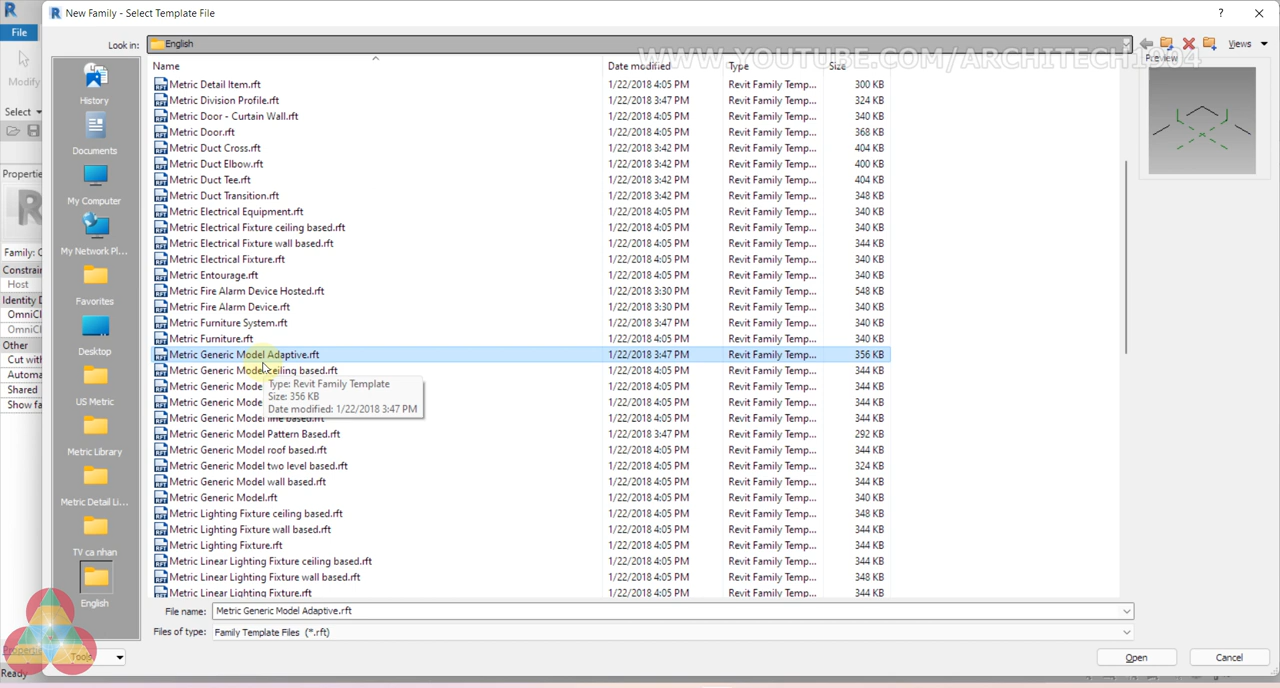 New Family - Select Template File
File
Look in:
English
Views
WWW.YOUTUBE.COM/ARCHITECH1904
Modify
Select
Properties
Family:
Constrain
Host
Identity D
OmniCl
OmniCl
Other
Cut with
Automa
Shared
Show fa
Ready
History
Documents
My Computer
My Network Pl...
Favorites
Desktop
US Metric
Metric Library
Metric Detail Li...
TV ca nhan
English
Tools
Name Date modified Type Size
Preview
Metric Detail Item.rft 1/22/2018 4:05 PM Revit Family Temp... 300 KB
Metric Division Profile.rft 1/22/2018 3:47 PM Revit Family Temp... 324 KB
Metric Door - Curtain Wall.rft 1/22/2018 4:05 PM Revit Family Temp... 340 KB
Metric Door.rft 1/22/2018 4:05 PM Revit Family Temp... 368 KB
Metric Duct Cross.rft 1/22/2018 3:42 PM Revit Family Temp... 404 KB
Metric Duct Elbow.rft 1/22/2018 3:42 PM Revit Family Temp... 400 KB
Metric Duct Tee.rft 1/22/2018 3:42 PM Revit Family Temp... 404 KB
Metric Duct Transition.rft 1/22/2018 3:42 PM Revit Family Temp... 348 KB
Metric Electrical Equipment.rft 1/22/2018 4:05 PM Revit Family Temp... 340 KB
Metric Electrical Fixture ceiling based.rft 1/22/2018 4:05 PM Revit Family Temp... 340 KB
Metric Electrical Fixture wall based.rft 1/22/2018 4:05 PM Revit Family Temp... 344 KB
Metric Electrical Fixture.rft 1/22/2018 4:05 PM Revit Family Temp... 340 KB
Metric Entourage.rft 1/22/2018 4:05 PM Revit Family Temp... 340 KB
Metric Fire Alarm Device Hosted.rft 1/22/2018 3:30 PM Revit Family Temp... 548 KB
Metric Fire Alarm Device.rft 1/22/2018 3:30 PM Revit Family Temp... 340 KB
Metric Furniture System.rft 1/22/2018 3:47 PM Revit Family Temp... 340 KB
Metric Furniture.rft 1/22/2018 4:05 PM Revit Family Temp... 340 KB
Metric Generic Model Adaptive.rft 1/22/2018 3:47 PM Revit Family Temp... 356 KB
Metric Generic Model ceiling based.rft 1/22/2018 4:05 PM Revit Family Temp... 344 KB
Metric Generic Mode 1/22/2018 4:05 PM Revit Family Temp... 344 KB
Metric Generic Mode 1/22/2018 4:05 PM Revit Family Temp... 344 KB
Metric Generic Model line based.rft 1/22/2018 4:05 PM Revit Family Temp... 344 KB
Type: Revit Family Template
Size: 356 KB
Date modified: 1/22/2018 3:47 PM
Metric Generic Model Pattern Based.rft 1/22/2018 3:47 PM Revit Family Temp... 292 KB
Metric Generic Model roof based.rft 1/22/2018 4:05 PM Revit Family Temp... 344 KB
Metric Generic Model two level based.rft 1/22/2018 4:05 PM Revit Family Temp... 324 KB
Metric Generic Model wall based.rft 1/22/2018 4:05 PM Revit Family Temp... 344 KB
Metric Generic Model.rft 1/22/2018 4:05 PM Revit Family Temp... 340 KB
Metric Lighting Fixture ceiling based.rft 1/22/2018 4:05 PM Revit Family Temp... 348 KB
Metric Lighting Fixture wall based.rft 1/22/2018 4:05 PM Revit Family Temp... 344 KB
Metric Lighting Fixture.rft 1/22/2018 4:05 PM Revit Family Temp... 340 KB
Metric Linear Lighting Fixture ceiling based.rft 1/22/2018 4:05 PM Revit Family Temp... 344 KB
Metric Linear Lighting Fixture wall based.rft 1/22/2018 4:05 PM Revit Family Temp... 348 KB
Metric Linear Lighting Fixture.rft 1/22/2018 4:05 PM Revit Family Temp... 344 KB
File name: Metric Generic Model Adaptive.rft
Files of type: Family Template Files (*.rft)
Open
Cancel